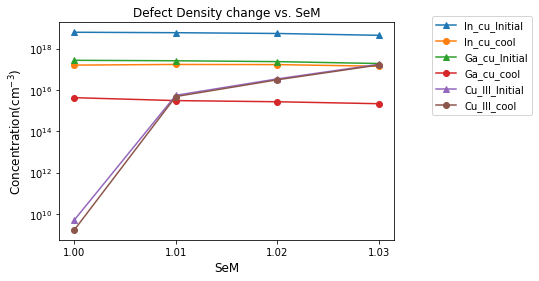 Defect Density change vs. SeM
Concentration(cm⁻³)
10¹⁸
10¹⁶
10¹⁴
10¹²
10¹⁰
1.00 1.01 1.02 1.03
SeM
In_cu_Initial
In_cu_cool
Ga_cu_Initial
Ga_cu_cool
Cu_III_Initial
Cu_III_cool